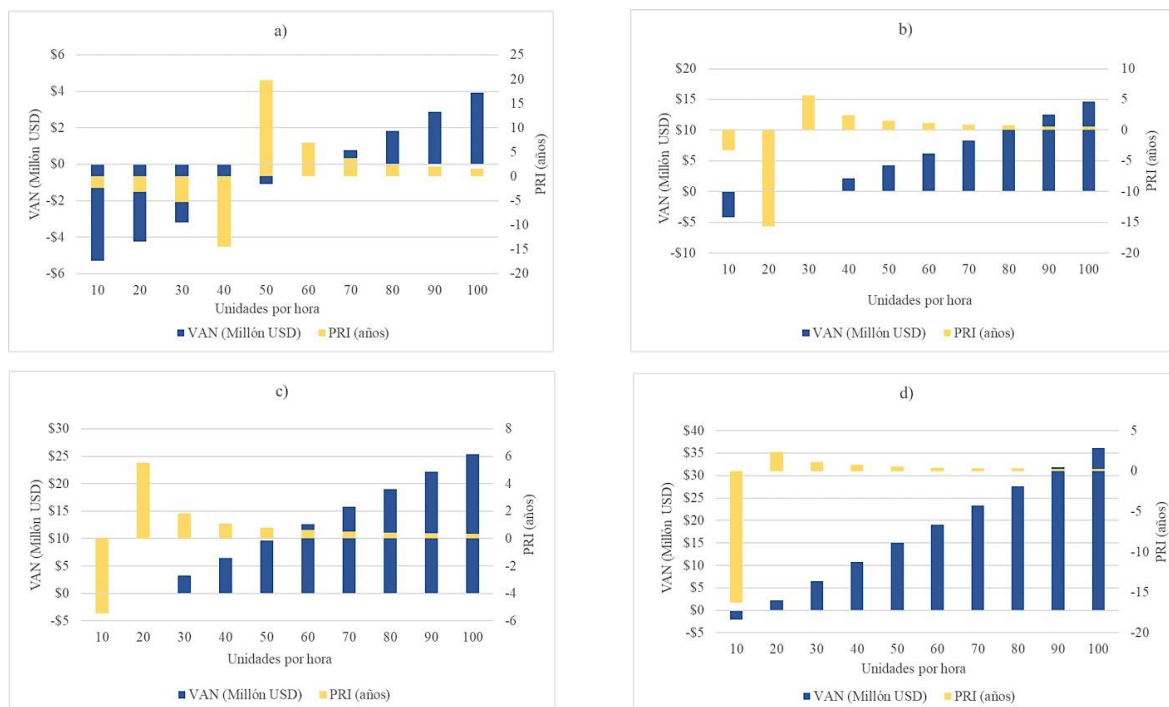 a)
$6
$4
$2
$0
-$2
-$4
-$6
VAN (Millón USD)
25
20
15
10
5
0
-5
-10
-15
-20
PRI (años)
10 20 30 40 50 60 70 80 90 100
Unidades por hora
VAN (Millón USD) PRI (años)
b)
$20
$15
$10
$5
$0
-$5
-$10
VAN (Millón USD)
10
5
0
-5
-10
-15
-20
PRI (años)
10 20 30 40 50 60 70 80 90 100
Unidades por hora
VAN (Millón USD) PRI (años)
c)
$30
$25
$20
$15
$10
$5
$0
-$5
VAN (Millón USD)
8
6
4
2
0
-2
-4
-6
PRI (años)
10 20 30 40 50 60 70 80 90 100
Unidades por hora
VAN (Millón USD) PRI (años)
d)
$40
$35
$30
$25
$20
$15
$10
$5
$0
-$5
VAN (Millón USD)
5
0
-5
-10
-15
-20
PRI (años)
10 20 30 40 50 60 70 80 90 100
Unidades por hora
VAN (Millón USD) PRI (años)